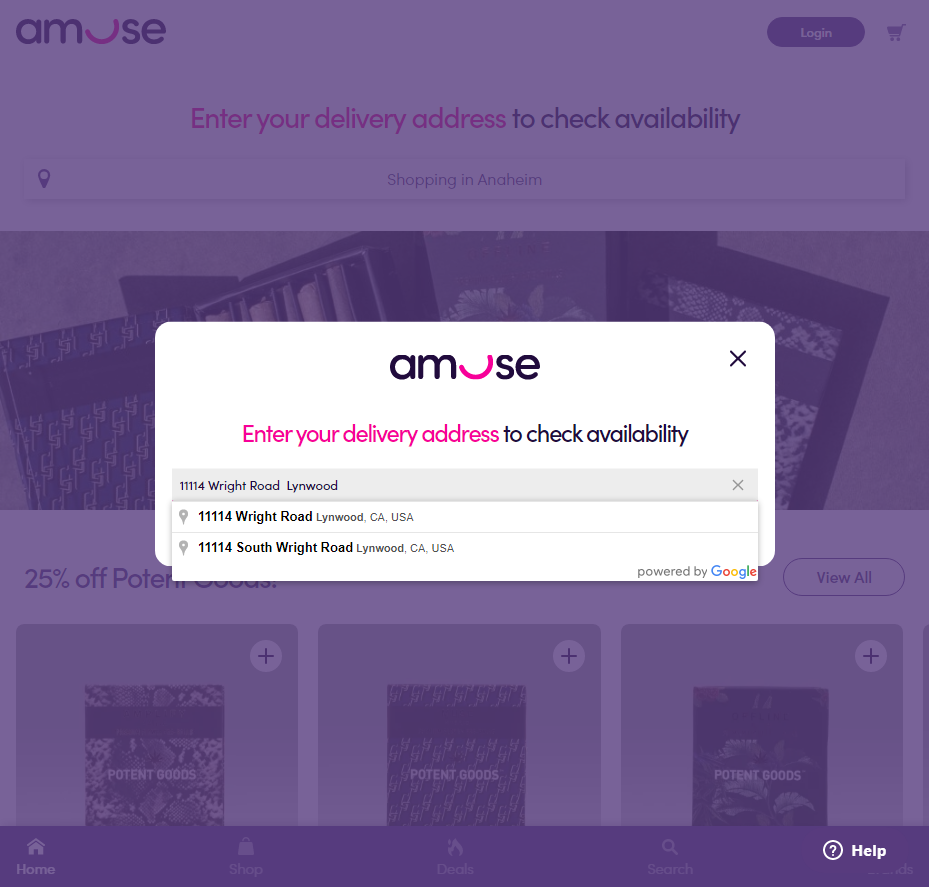 amuse
Login
Enter your delivery address to check availability
Shopping in Anaheim
amuse
Enter your delivery address to check availability
11114 Wright Road  Lynwood
11114 Wright Road Lynwood, CA, USA
11114 South Wright Road Lynwood, CA, USA
powered by Google
25% off Potent Goods!
View All
POTENT GOODS
POTENT GOODS
POTENT GOODS
Home
Shop
Deals
Search
Brands
Help